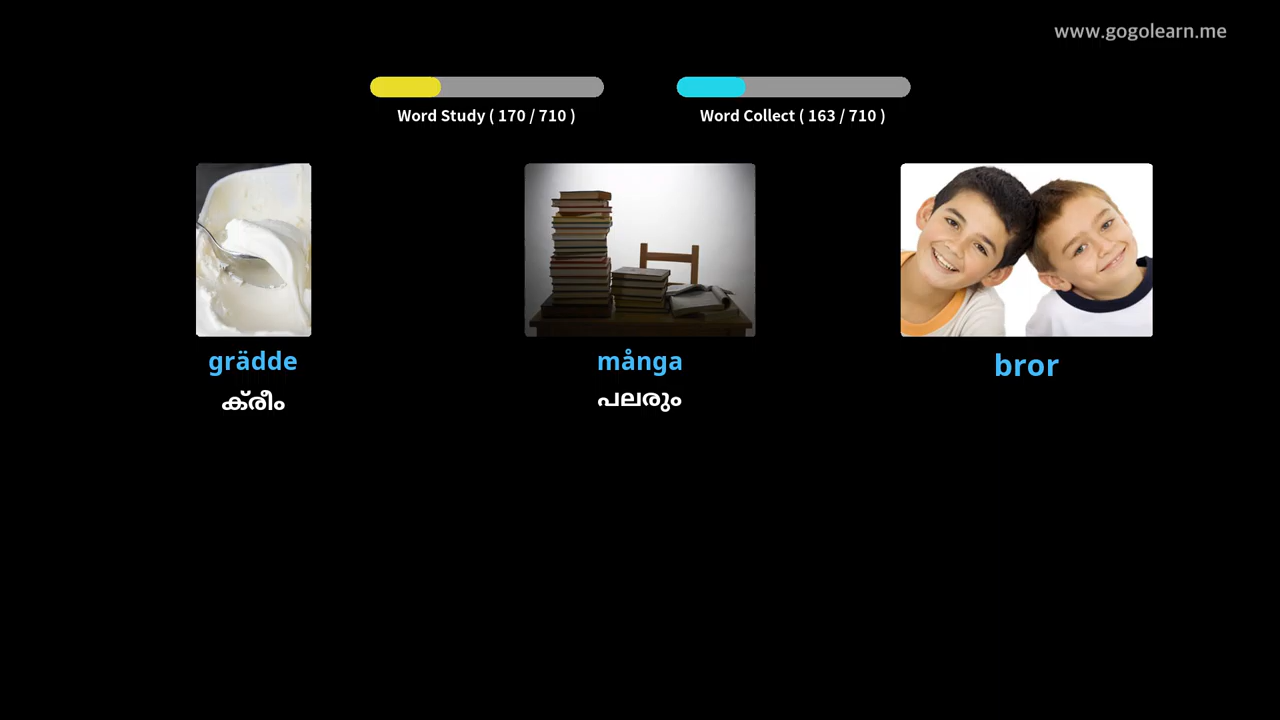 www.gogolearn.me
Word Study ( 170 / 710 )
Word Collect ( 163 / 710 )
grädde
ക്രീം
många
പലരും
bror